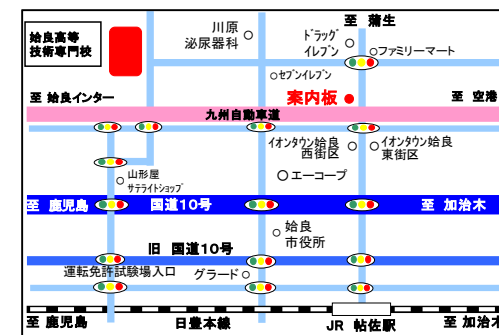 至 蒲生
川原
泌尿器科
ドラッグ
イレブン
ファミリーマート
姶良高等
技術専門校
セブンイレブン
案内板
至 姶良インター
至 空港
九州自動車道
イオンタウン姶良
西街区
イオンタウン姶良
東街区
山形屋
サテライトショップ
エーコープ
至 鹿児島
国道10号
至 加治木
姶良
市役所
旧 国道10号
運転免許試験場入口
グラード
至 鹿児島
日豊本線
JR 帖佐駅
至 加治木